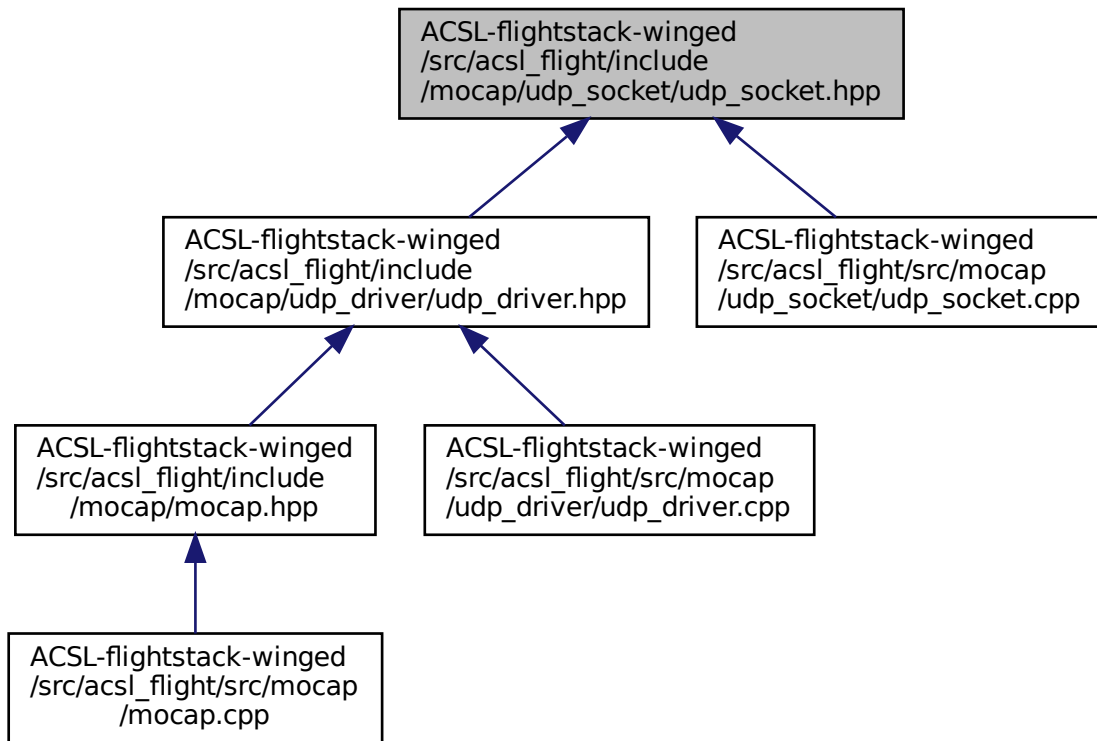 ACSL-flightstack-winged
/src/acsl_flight/include
/mocap/udp_socket/udp_socket.hpp
ACSL-flightstack-winged
/src/acsl_flight/include
/mocap/udp_driver/udp_driver.hpp
ACSL-flightstack-winged
/src/acsl_flight/src/mocap
/udp_socket/udp_socket.cpp
ACSL-flightstack-winged
/src/acsl_flight/include
/mocap/mocap.hpp
ACSL-flightstack-winged
/src/acsl_flight/src/mocap
/udp_driver/udp_driver.cpp
ACSL-flightstack-winged
/src/acsl_flight/src/mocap
/mocap.cpp